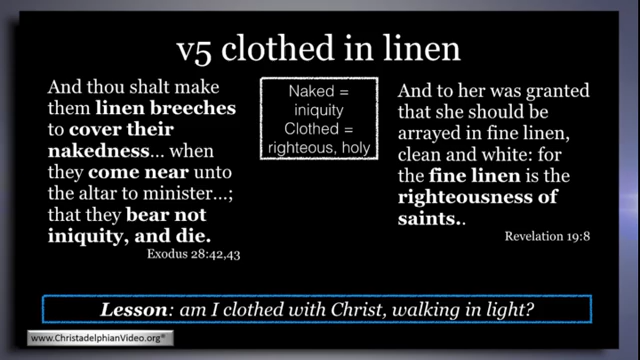 v5 clothed in linen
And thou shalt make
them linen breeches
to cover their
nakedness... when
they come near unto
the altar to minister...;
that they bear not
iniquity, and die.
Exodus 28:42,43
Naked =
iniquity
Clothed =
righteous, holy
And to her was granted
that she should be
arrayed in fine linen,
clean and white: for
the fine linen is the
righteousness of
saints..
Revelation 19:8
Lesson: am I clothed with Christ, walking in light?
www.ChristadelphianVideo.org®